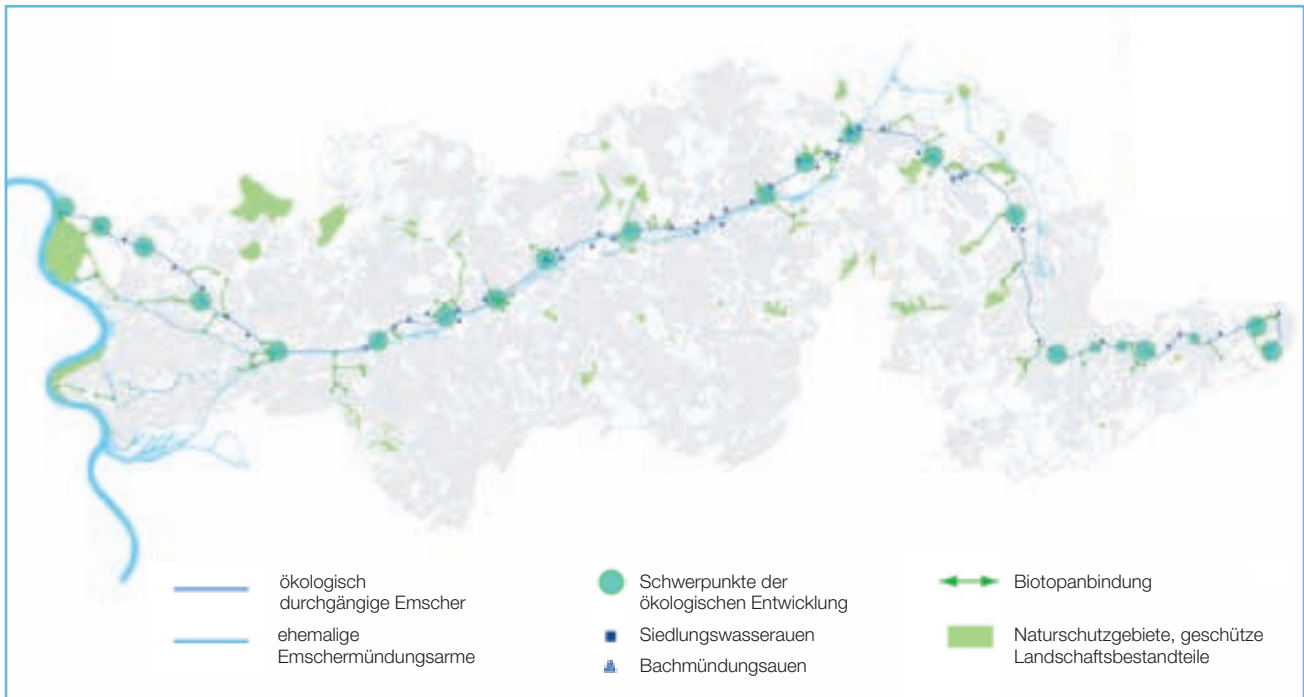 ökologisch
durchgängige Emscher
ehemalige
Emschermündungsarme
Schwerpunkte der
ökologischen Entwicklung
Siedlungswasserauen
Bachmündungsauen
Biotopanbindung
Naturschutzgebiete, geschütze
Landschaftsbestandteile